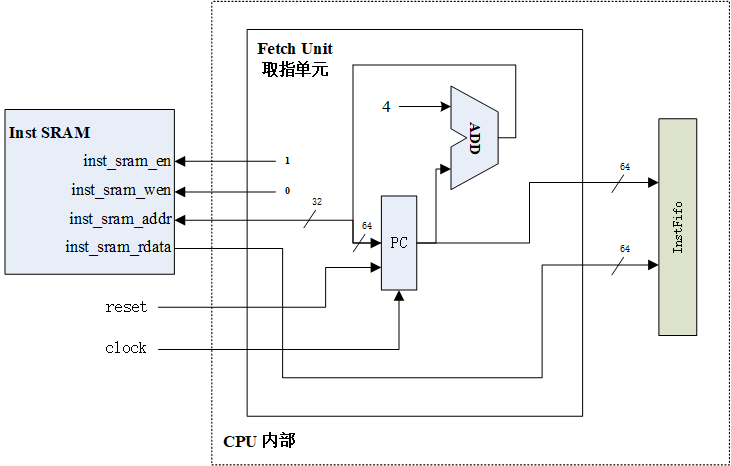 Fetch Unit
取指单元
4
ADD
Inst SRAM
inst_sram_en
1
inst_sram_wen
0
inst_sram_addr
32
64
PC
64
inst_sram_rdata
64
InstFifo
reset
clock
CPU 内部